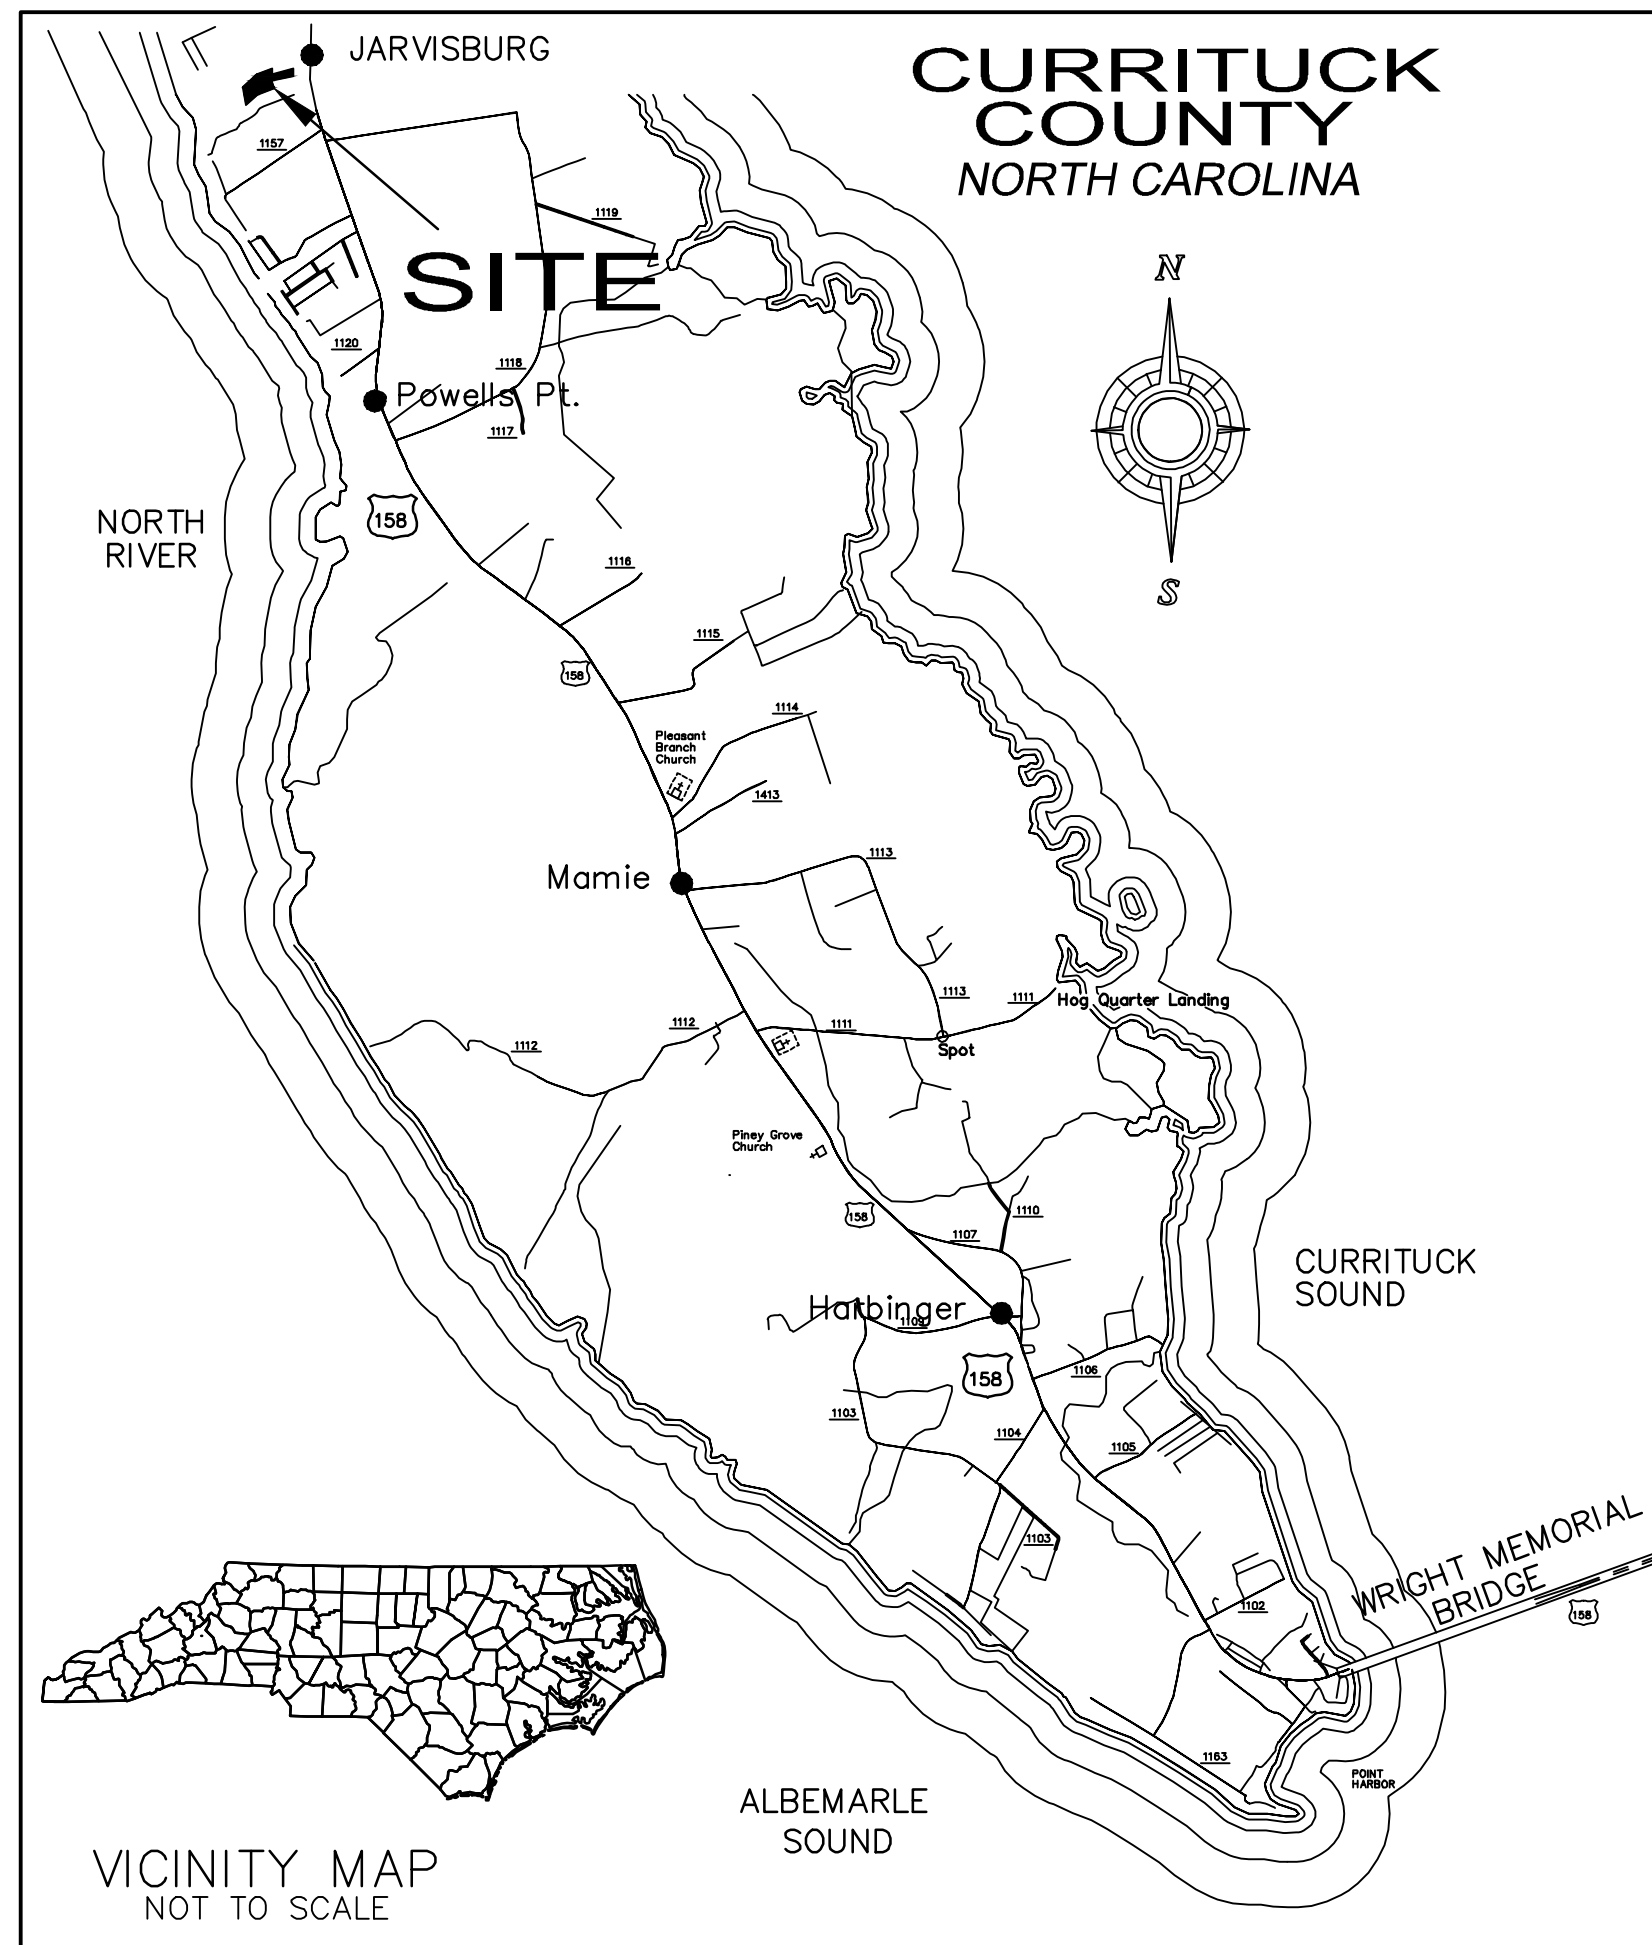 JARVISBURG
CURRITUCK
COUNTY
NORTH CAROLINA
1157
1119
SITE
N
1120
1118
Powells Pt.
1117
158
NORTH
RIVER
S
1116
1115
158
1114
Pleasant
Branch
Church
1413
1113
Mamie
1113
1111
Hog Quarter Landing
1112
1111
1112
Spot
Piney Grove
Church
1110
158
1107
CURRITUCK
SOUND
Harbinger
1109
158
1106
1103
1104
1105
1103
WRIGHT MEMORIAL
BRIDGE
158
1102
1163
POINT
HARBOR
ALBEMARLE
SOUND
VICINITY MAP
NOT TO SCALE